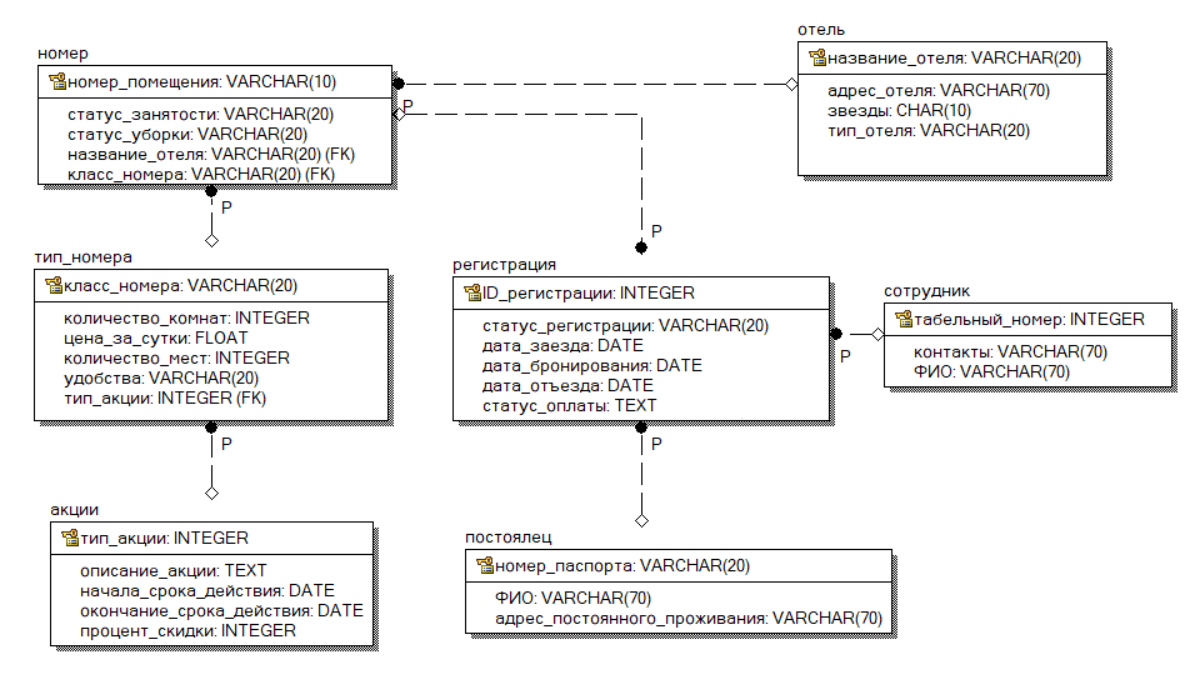 номер
номер_помещения: VARCHAR(10)
статус_занятости: VARCHAR(20)
статус_уборки: VARCHAR(20)
название_отеля: VARCHAR(20) (FK)
класс_номера: VARCHAR(20) (FK)
P
P
P
отель
название_отеля: VARCHAR(20)
адрес_отеля: VARCHAR(70)
звезды: CHAR(10)
тип_отеля: VARCHAR(20)
тип_номера
класс_номера: VARCHAR(20)
количество_комнат: INTEGER
цена_за_сутки: FLOAT
количество_мест: INTEGER
удобства: VARCHAR(20)
тип_акции: INTEGER (FK)
P
регистрация
ID_регистрации: INTEGER
статус_регистрации: VARCHAR(20)
дата_заезда: DATE
дата_бронирования: DATE
дата_отъезда: DATE
статус_оплаты: TEXT
P
P
сотрудник
табельный_номер: INTEGER
контакты: VARCHAR(70)
ФИО: VARCHAR(70)
акции
тип_акции: INTEGER
описание_акции: TEXT
начала_срока_действия: DATE
окончание_срока_действия: DATE
процент_скидки: INTEGER
постоялец
номер_паспорта: VARCHAR(20)
ФИО: VARCHAR(70)
адрес_постоянного_проживания: VARCHAR(70)